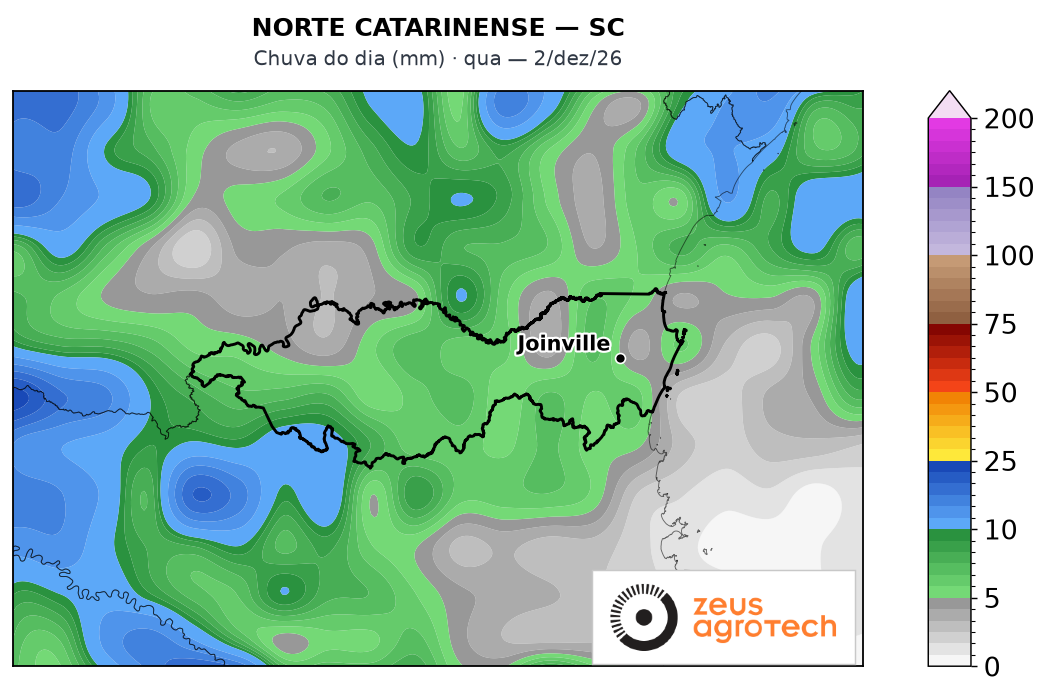 NORTE CATARINENSE — SC
Chuva do dia (mm) · qua — 2/dez/26
Joinville
200
150
100
75
50
25
10
5
0
zeus
agrotech